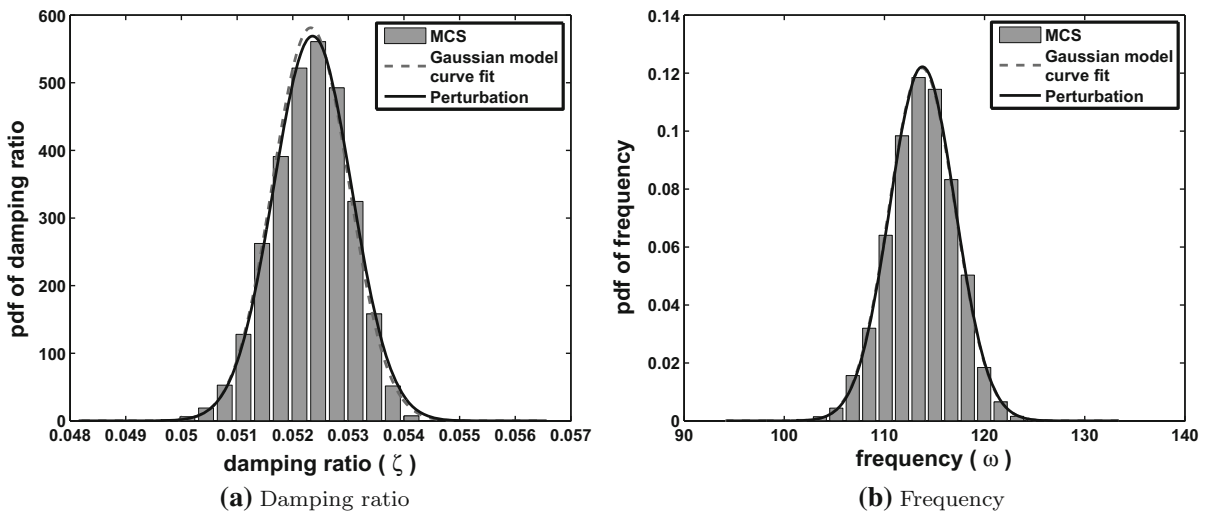 600
500
400
300
200
100
0
pdf of damping ratio
MCS
Gaussian model
curve fit
Perturbation
0.048 0.049 0.05 0.051 0.052 0.053 0.054 0.055 0.056 0.057
damping ratio ( ζ )
(a) Damping ratio
0.14
0.12
0.1
0.08
0.06
0.04
0.02
0
pdf of frequency
MCS
Gaussian model
curve fit
Perturbation
90 100 110 120 130 140
frequency ( ω )
(b) Frequency